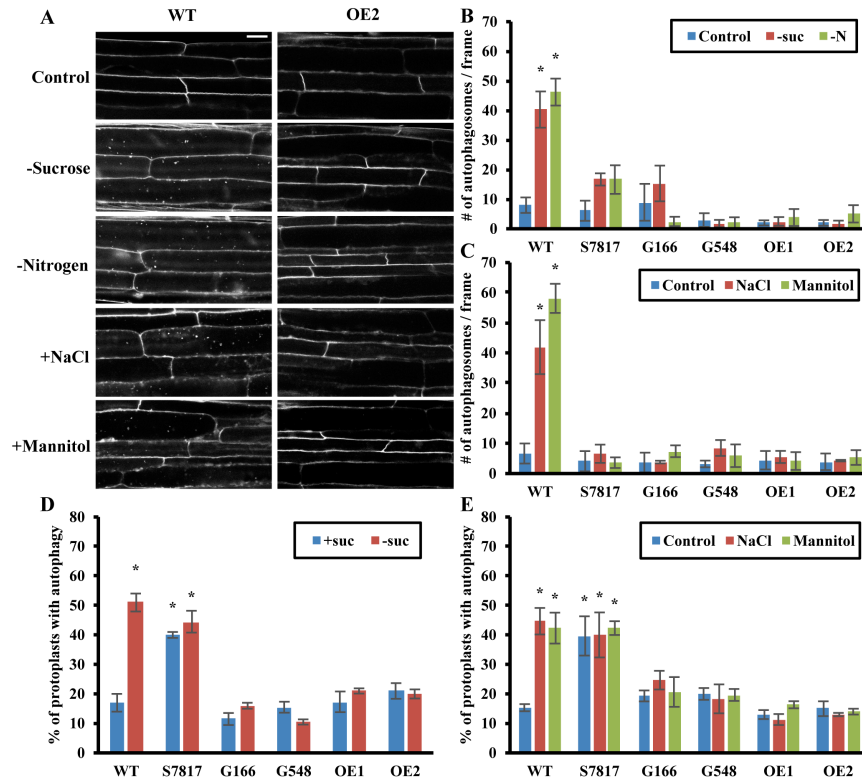 A
WT
OE2
Control
-Sucrose
-Nitrogen
+NaCl
+Mannitol
B
# of autophagosomes / frame
70
60
50
40
30
20
10
0
Control -suc -N
* *
WT S7817 G166 G548 OE1 OE2
C
# of autophagosomes / frame
70
60
50
40
30
20
10
0
Control NaCl Mannitol
* *
WT S7817 G166 G548 OE1 OE2
D
% of protoplasts with autophagy
80
70
60
50
40
30
20
10
0
+suc -suc
* * *
WT S7817 G166 G548 OE1 OE2
E
% of protoplasts with autophagy
80
70
60
50
40
30
20
10
0
Control NaCl Mannitol
* * * * *
WT S7817 G166 G548 OE1 OE2